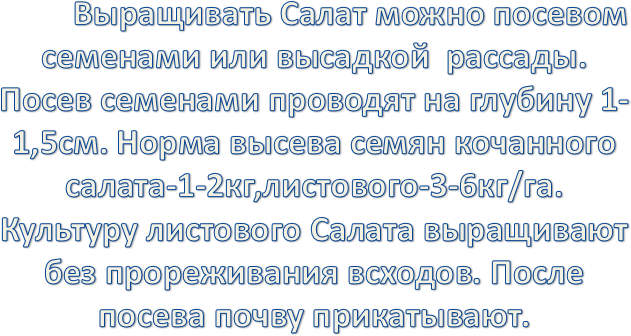 Выращивать Салат можно посевом
семенами или высадкой рассады.
Посев семенами проводят на глубину 1-
1,5см. Норма высева семян кочанного
салата-1-2кг,листового-3-6кг/га.
Культуру листового Салата выращивают
без прореживания всходов. После
посева почву прикатывают.